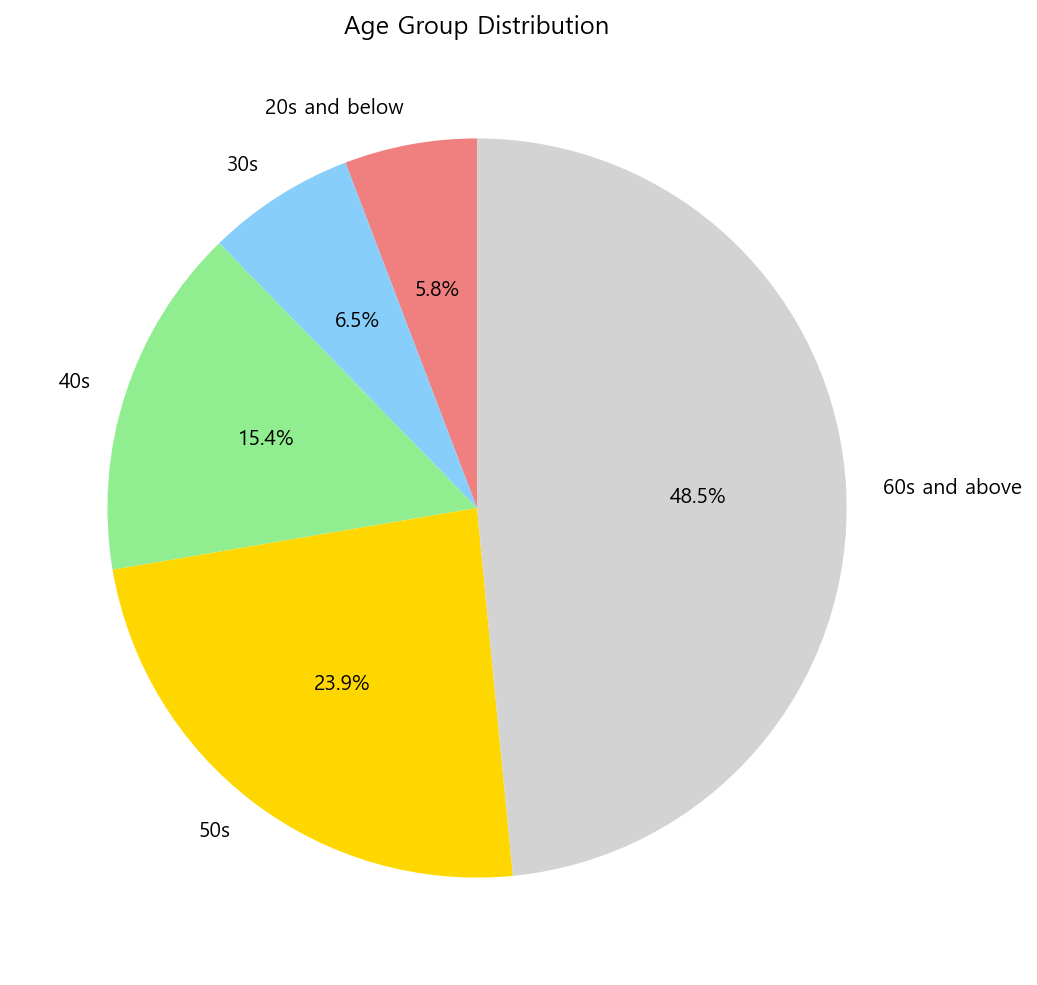 Age Group Distribution
20s and below
30s
5.8%
6.5%
40s
15.4%
60s and above
48.5%
23.9%
50s